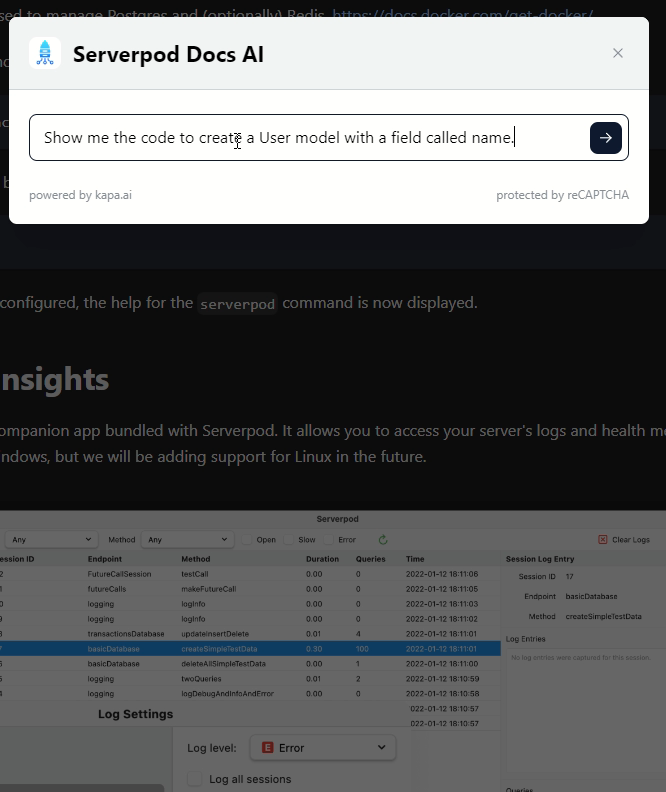 sed to manage Postgres and (optionally) Redis. https://docs.docker.com/get-docker/
Serverpod Docs AI
Show me the code to create a User model with a field called name.
powered by kapa.ai
protected by reCAPTCHA
configured, the help for the serverpod command is now displayed.
nsights
ompanion app bundled with Serverpod. It allows you to access your server's logs and health me
ndows, but we will be adding support for Linux in the future.
Serverpod
Any Method Any Open Slow Error Clear Logs
ession ID Endpoint Method Duration Queries Time Session Log Entry
2 FutureCallSession testCall 0.00 0 2022-01-12 18:11:06 Session ID 17
1 futureCalls makeFutureCall 0.00 0 2022-01-12 18:11:05
0 logging logInfo 0.00 0 2022-01-12 18:11:03 Endpoint basicDatabase
9 logging logInfo 0.00 0 2022-01-12 18:11:02
8 transactionsDatabase updateInsertDelete 0.01 4 2022-01-12 18:11:01 Method createSimpleTestData
7 basicDatabase createSimpleTestData 0.30 100 2022-01-12 18:11:01 Log Entries
6 basicDatabase deleteAllSimpleTestData 0.00 1 2022-01-12 18:11:00 No log entries were captured for this session.
5 logging twoQueries 0.01 2 2022-01-12 18:10:59
4 logging logDebugAndInfoAndError 0.00 0 2022-01-12 18:10:58
Log Settings 022-01-12 18:10:57
022-01-12 18:10:57
Log level: E Error
Log all sessions
Queries